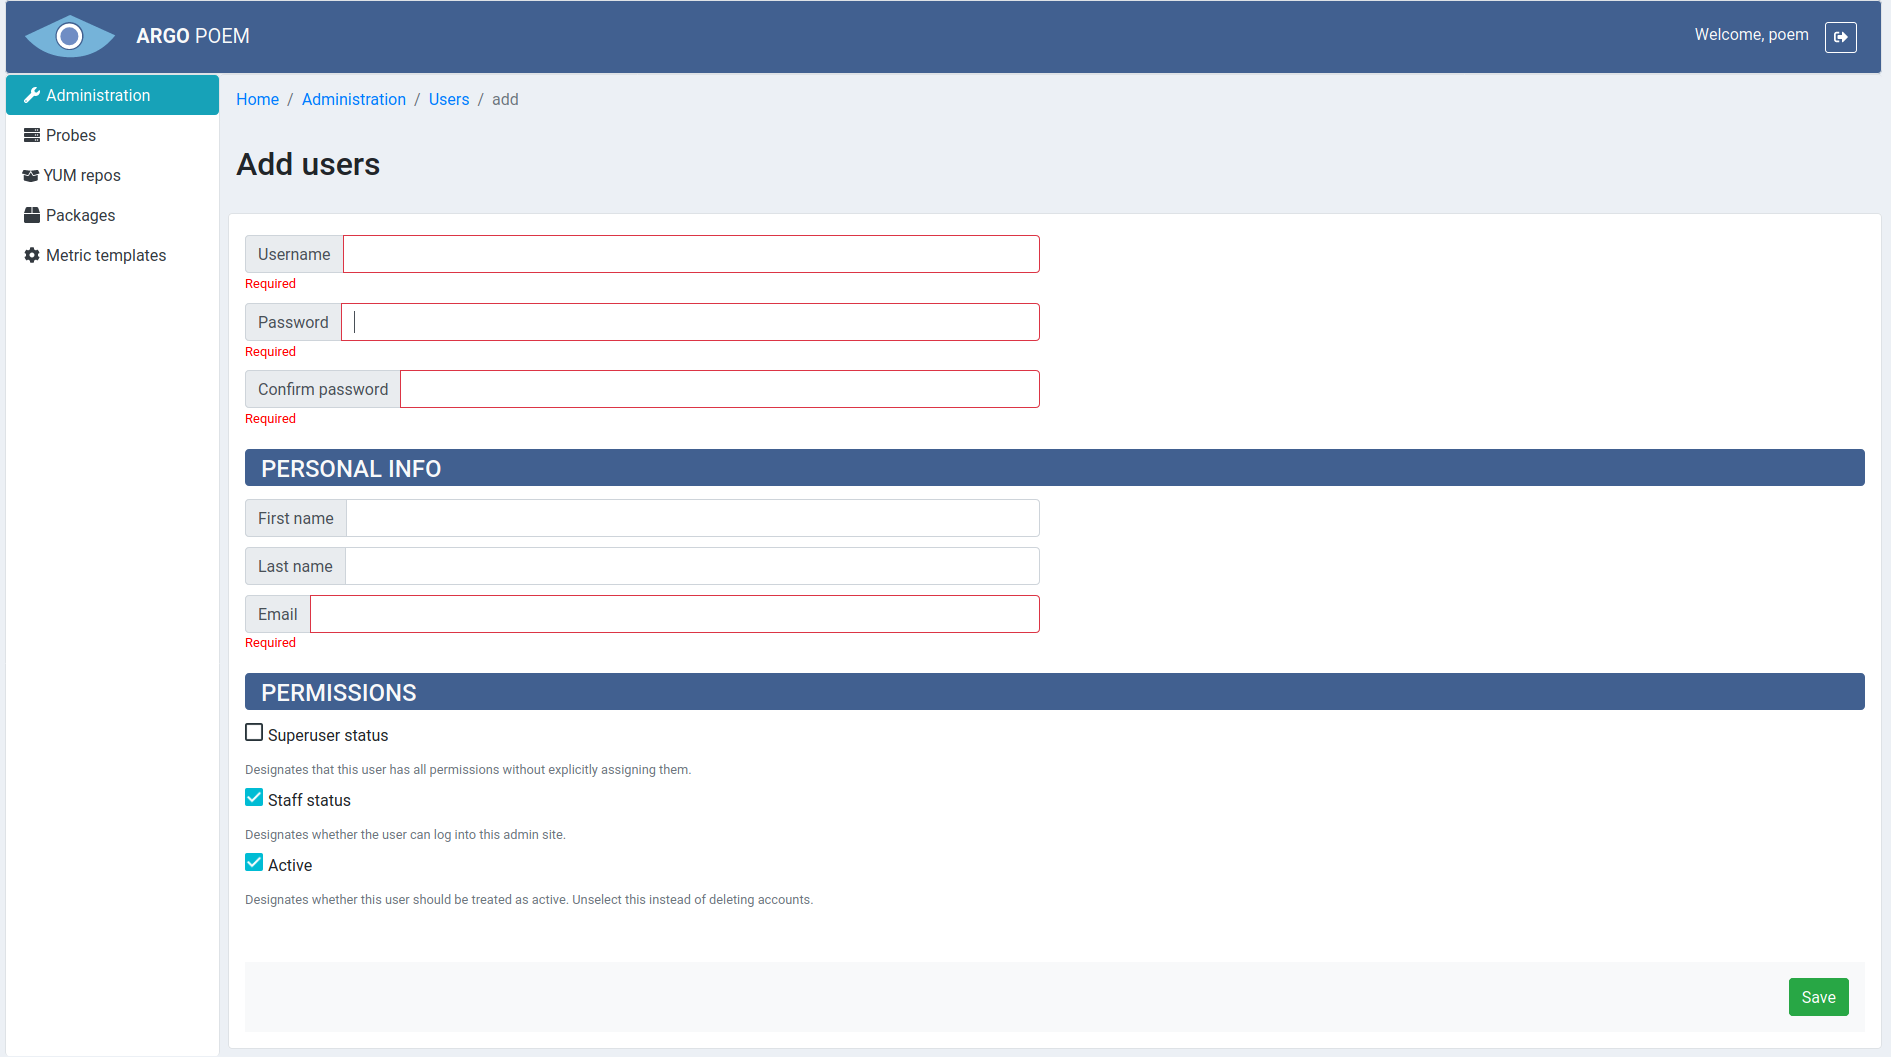 ARGO POEM
Welcome, poem
Administration
Probes
YUM repos
Packages
Metric templates
Home / Administration / Users / add
Add users
Username
Required
Password
Required
Confirm password
Required
PERSONAL INFO
First name
Last name
Email
Required
PERMISSIONS
Superuser status
Designates that this user has all permissions without explicitly assigning them.
Staff status
Designates whether the user can log into this admin site.
Active
Designates whether this user should be treated as active. Unselect this instead of deleting accounts.
Save